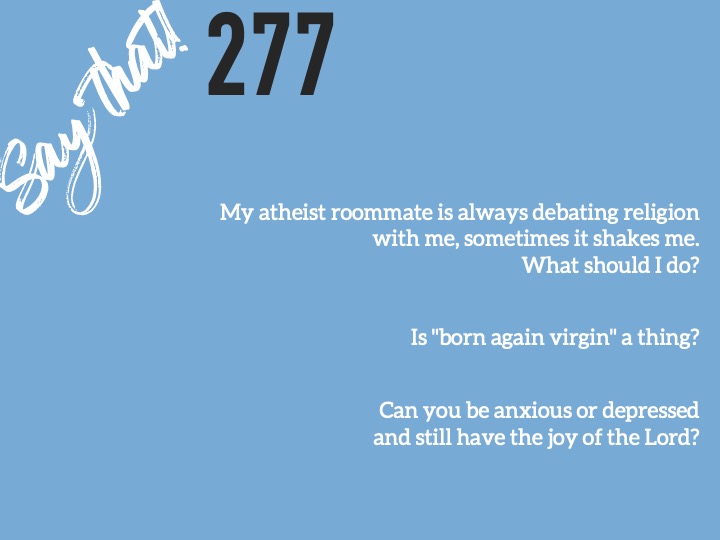 Say that!
277
My atheist roommate is always debating religion
with me, sometimes it shakes me.
What should I do?
Is "born again virgin" a thing?
Can you be anxious or depressed
and still have the joy of the Lord?